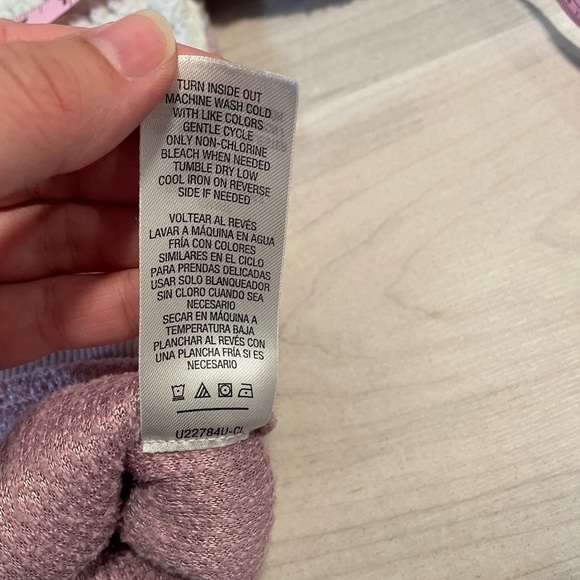 TURN INSIDE OUT
MACHINE WASH COLD
WITH LIKE COLORS
GENTLE CYCLE
ONLY NON-CHLORINE
BLEACH WHEN NEEDED
TUMBLE DRY LOW
COOL IRON ON REVERSE
SIDE IF NEEDED
VOLTEAR AL REVÉS
LAVAR A MÁQUINA EN AGUA
FRÍA CON COLORES
SIMILARES EN EL CICLO
PARA PRENDAS DELICADAS
USAR SOLO BLANQUEADOR
SIN CLORO CUANDO SEA
NECESARIO
SECAR EN MÁQUINA A
TEMPERATURA BAJA
PLANCHAR AL REVÉS CON
UNA PLANCHA FRÍA SI ES
NECESARIO
U22784U-CL